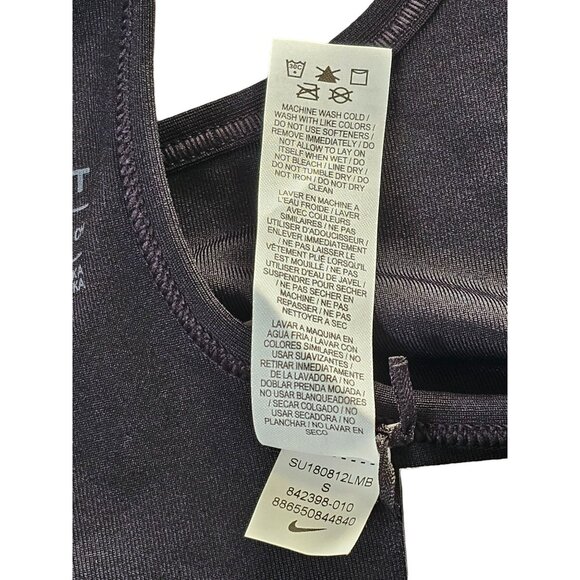 30C
MACHINE WASH COLD /
WASH WITH LIKE COLORS /
DO NOT USE SOFTENERS /
REMOVE IMMEDIATELY / DO
NOT ALLOW TO LAY ON
ITSELF WHEN WET / DO
NOT BLEACH / LINE DRY /
DO NOT TUMBLE DRY / DO
NOT IRON / DO NOT DRY
CLEAN
LAVER EN MACHINE A
L'EAU FROIDE / LAVER
AVEC COULEURS
SIMILAIRES / NE PAS
UTILISER D'ADOUCISSEUR /
ENLEVER IMMEDIATEMENT
/ NE PAS LAISSER LE
VÊTEMENT PLIÉ LORSQU'IL
EST MOUILLÉ / NE PAS
UTILISER D'EAU DE JAVEL /
SUSPENDRE POUR SECHER
/ NE PAS SECHER EN
MACHINE / NE PAS
REPASSER / NE PAS
NETTOYER A SEC
LAVAR A MAQUINA EN
AGUA FRIA / LAVAR CON
COLORES SIMILARES / NO
USAR SUAVIZANTES /
RETIRAR INMEDIATAMENTE
DE LA LAVADORA / NO
DOBLAR PRENDA MOJADA /
NO USAR BLANQUEADORES
/ SECAR COLGADO / NO
USAR SECADORA / NO
PLANCHAR / NO LAVAR EN
SECO
SU180812LMB
S
842398-010
886550844840